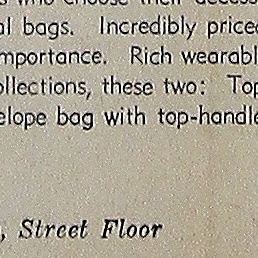 who choose their access
al bags. Incredibly priced
mportance. Rich wearabl
ollections, these two: Top
elope bag with top-handle
, Street Floor